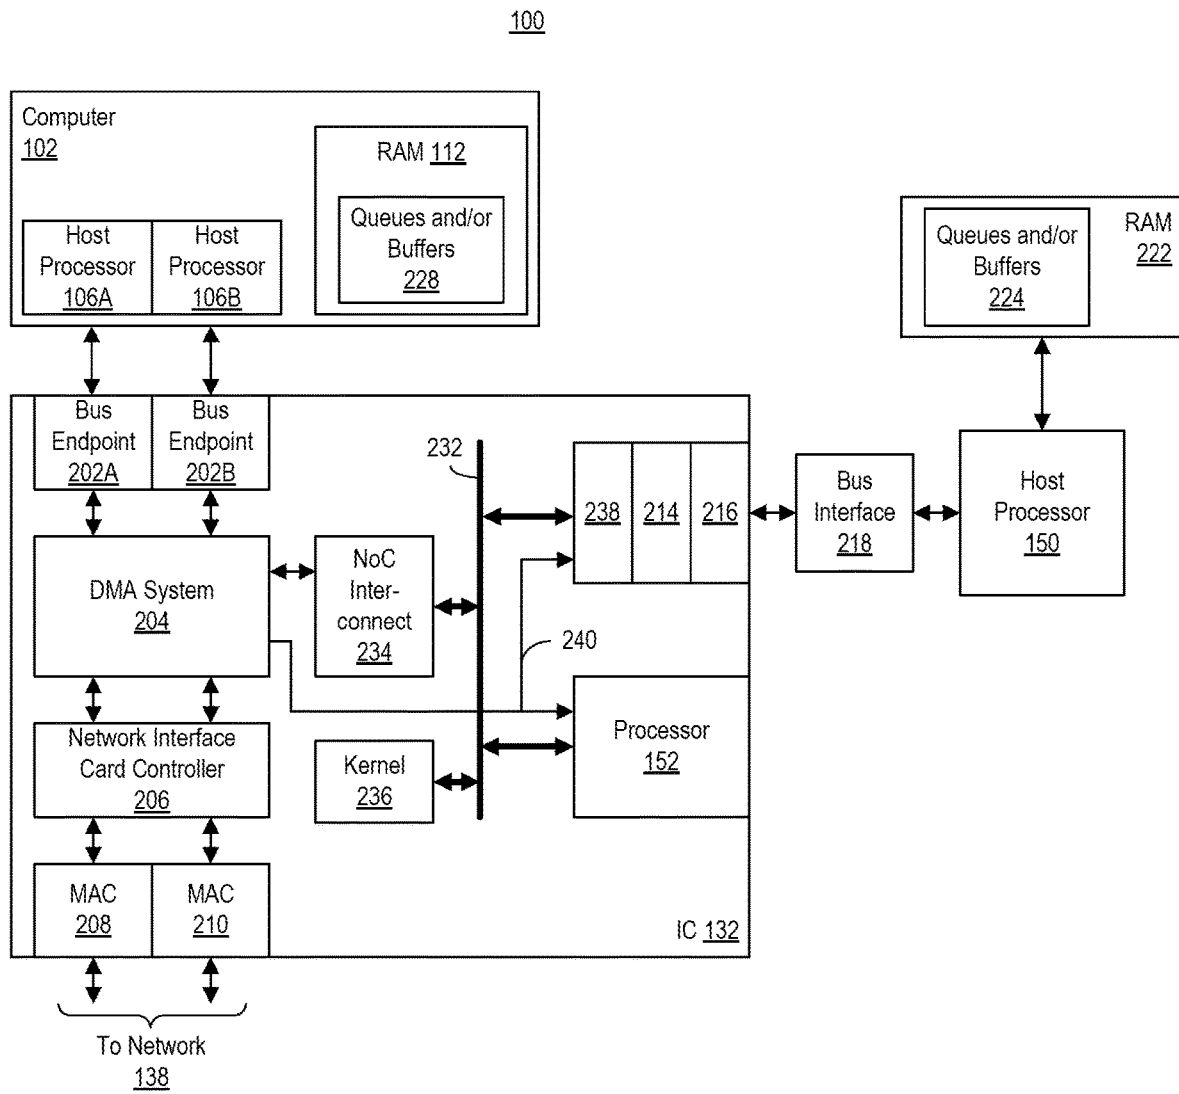 100
Computer
102
RAM 112
Queues and/or
Buffers
228
Host
Processor
106A
Host
Processor
106B
Queues and/or
Buffers
224
RAM
222
Bus
Endpoint
202A
Bus
Endpoint
202B
232
238
214
216
Bus
Interface
218
Host
Processor
150
DMA System
204
NoC
Inter-
connect
234
240
Network Interface
Card Controller
206
Kernel
236
Processor
152
MAC
208
MAC
210
IC 132
To Network
138